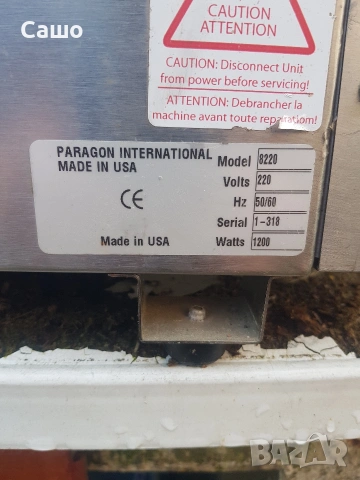 Сашо
CAUTION
ATTENTION
CAUTION: Disconnect Unit
from power before servicing!
ATTENTION: Debrancher la
machine avant toute reparation!
PARAGON INTERNATIONAL
MADE IN USA
CE
Made in USA
Model 8220
Volts 220
Hz 50/60
Serial 1-318
Watts 1200
BAZAR